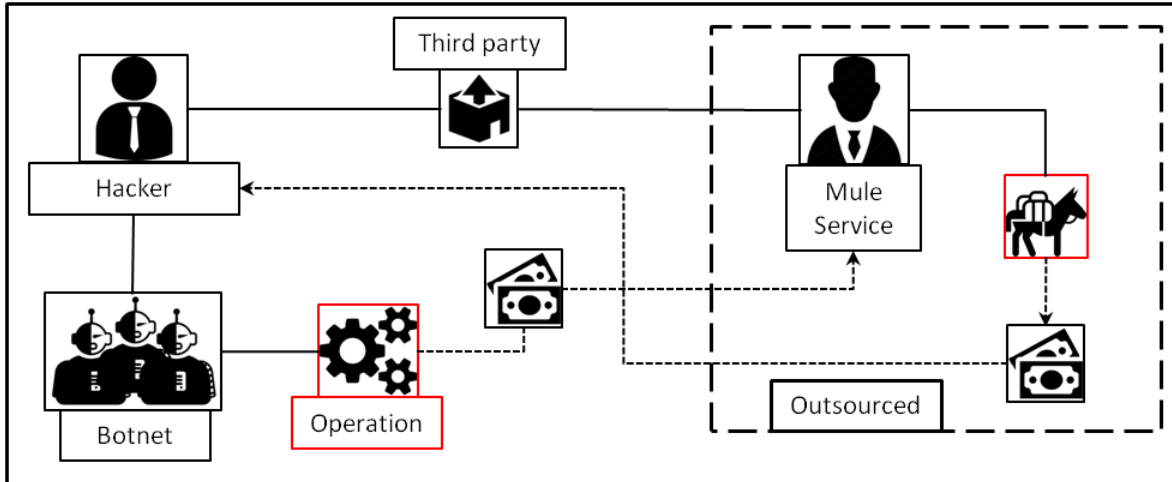 Third party
Hacker
Mule
Service
Botnet
Operation
Outsourced